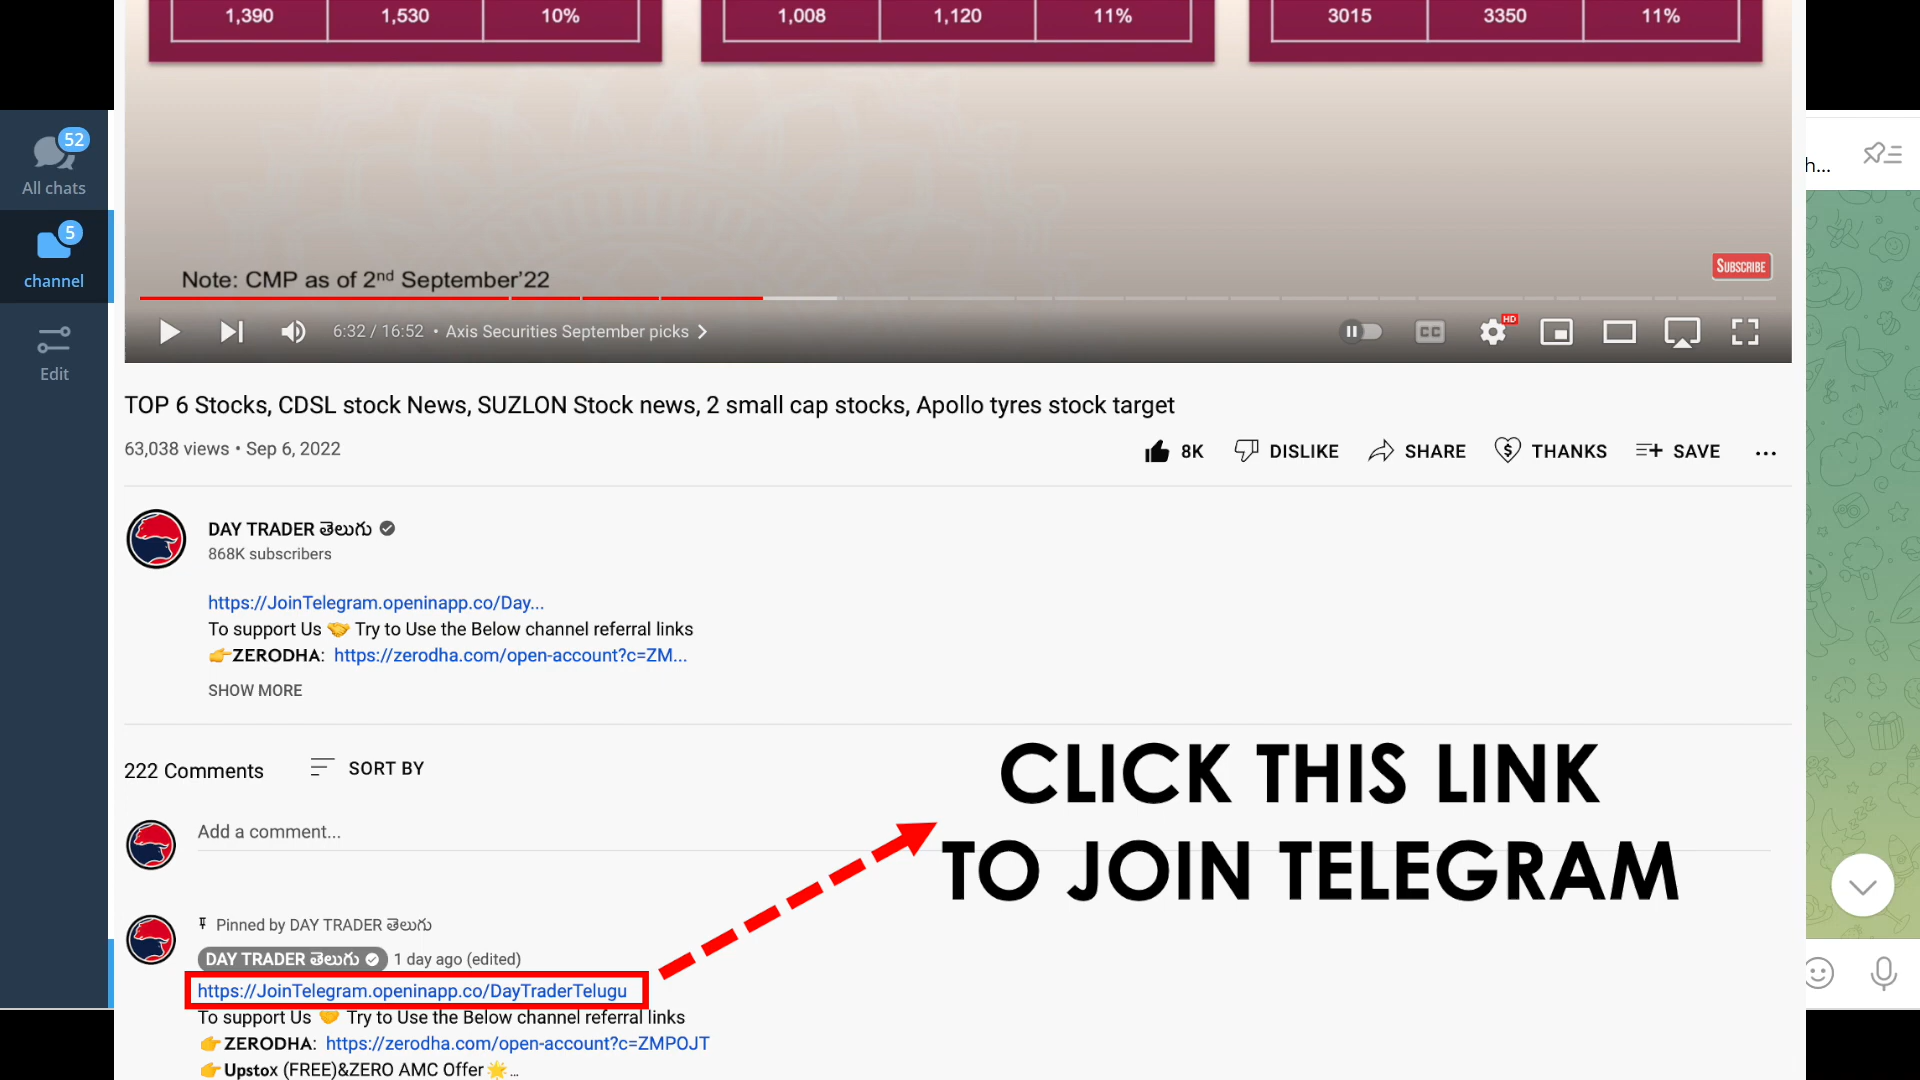 1,390 1,530 10% 1,008 1,120 11% 3015 3350 11%
52
All chats
5
channel
Edit
h...
Note: CMP as of 2nd September'22
SUBSCRIBE
6:32 / 16:52 • Axis Securities September picks
CC
HD
TOP 6 Stocks, CDSL stock News, SUZLON Stock news, 2 small cap stocks, Apollo tyres stock target
63,038 views • Sep 6, 2022
8K DISLIKE SHARE THANKS SAVE ...
DAY TRADER తెలుగు
868K subscribers
https://JoinTelegram.openinapp.co/Day...
To support Us 🤝 Try to Use the Below channel referral links
👉ZERODHA: https://zerodha.com/open-account?c=ZM...
SHOW MORE
222 Comments SORT BY
CLICK THIS LINK
TO JOIN TELEGRAM
Add a comment...
Pinned by DAY TRADER తెలుగు
DAY TRADER తెలుగు 1 day ago (edited)
https://JoinTelegram.openinapp.co/DayTraderTelugu
To support Us 🤝 Try to Use the Below channel referral links
👉ZERODHA: https://zerodha.com/open-account?c=ZMPOJT
👉Upstox (FREE)&ZERO AMC Offer🌟...